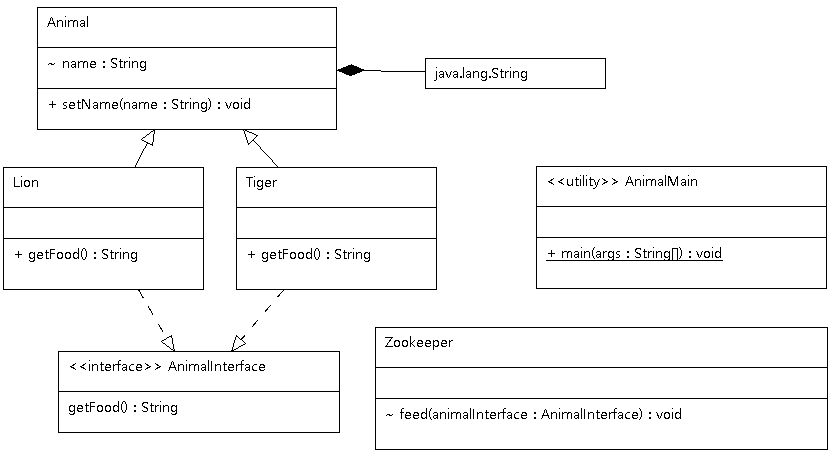 Animal
~ name : String
+ setName(name : String) : void
java.lang.String
Lion
+ getFood() : String
Tiger
+ getFood() : String
<<utility>> AnimalMain
+ main(args : String[]) : void
<<interface>> AnimalInterface
getFood() : String
Zookeeper
~ feed(animalInterface : AnimalInterface) : void